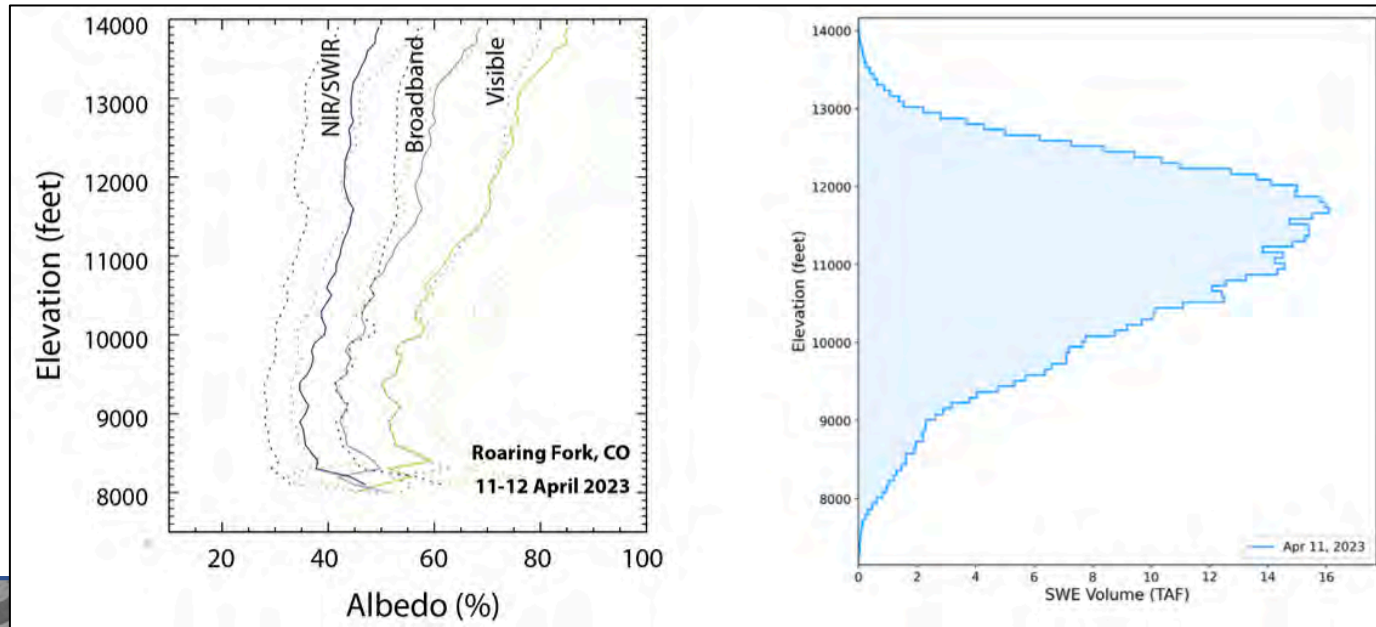 14000
13000
12000
11000
10000
9000
8000
Elevation (feet)
NIR/SWIR
Broadband
Visible
Roaring Fork, CO
11-12 April 2023
20
40
60
80
100
Albedo (%)
14000
13000
12000
11000
10000
9000
8000
Elevation (feet)
Apr 11, 2023
0
2
4
6
8
10
12
14
16
SWE Volume (TAF)